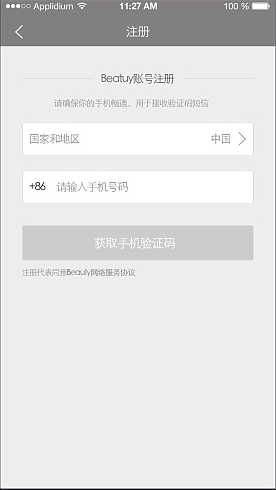 Applidium 11:27 AM 100 %
注册
Beatuy账号注册
请确保你的手机畅通，用于接收验证码短信
国家和地区 中国
+86 请输入手机号码
获取手机验证码
注册代表同意Beauty网络服务协议